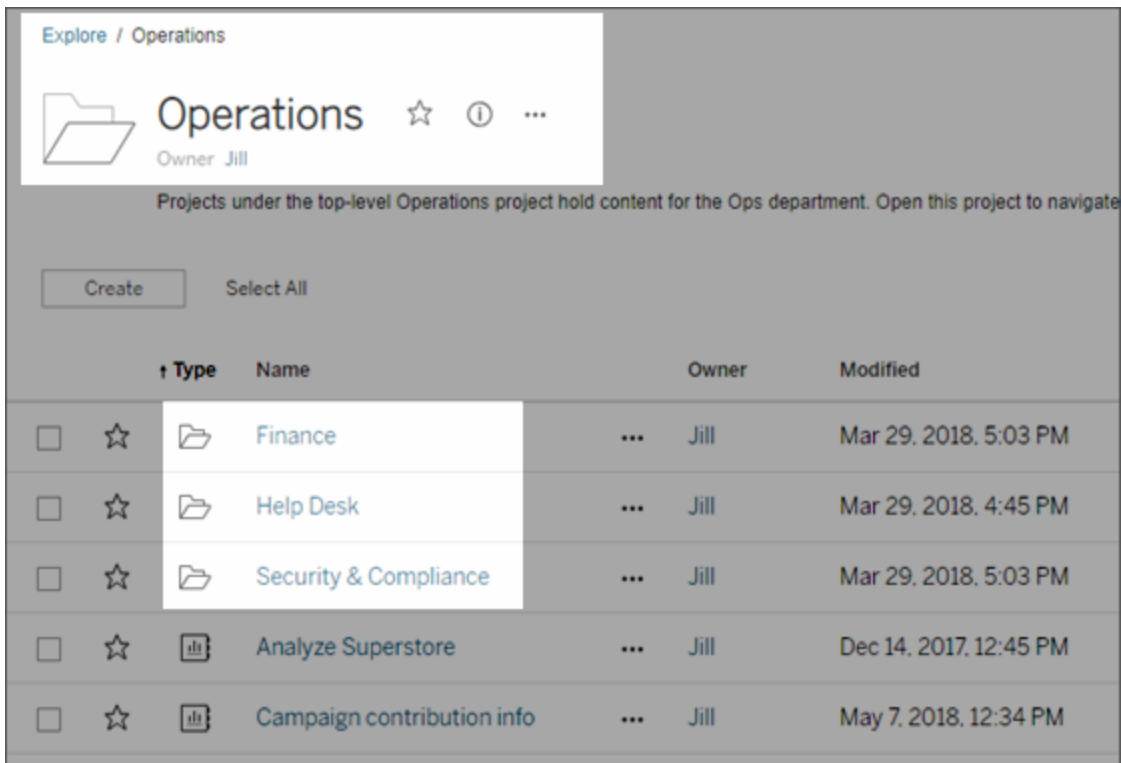 Explore / Operations
Operations
Owner Jill
Projects under the top-level Operations project hold content for the Ops department. Open this project to navigate
Create Select All
↑ Type Name Owner Modified
Finance ... Jill Mar 29, 2018, 5:03 PM
Help Desk ... Jill Mar 29, 2018, 4:45 PM
Security & Compliance ... Jill Mar 29, 2018, 5:03 PM
Analyze Superstore ... Jill Dec 14, 2017, 12:45 PM
Campaign contribution info ... Jill May 7, 2018, 12:34 PM